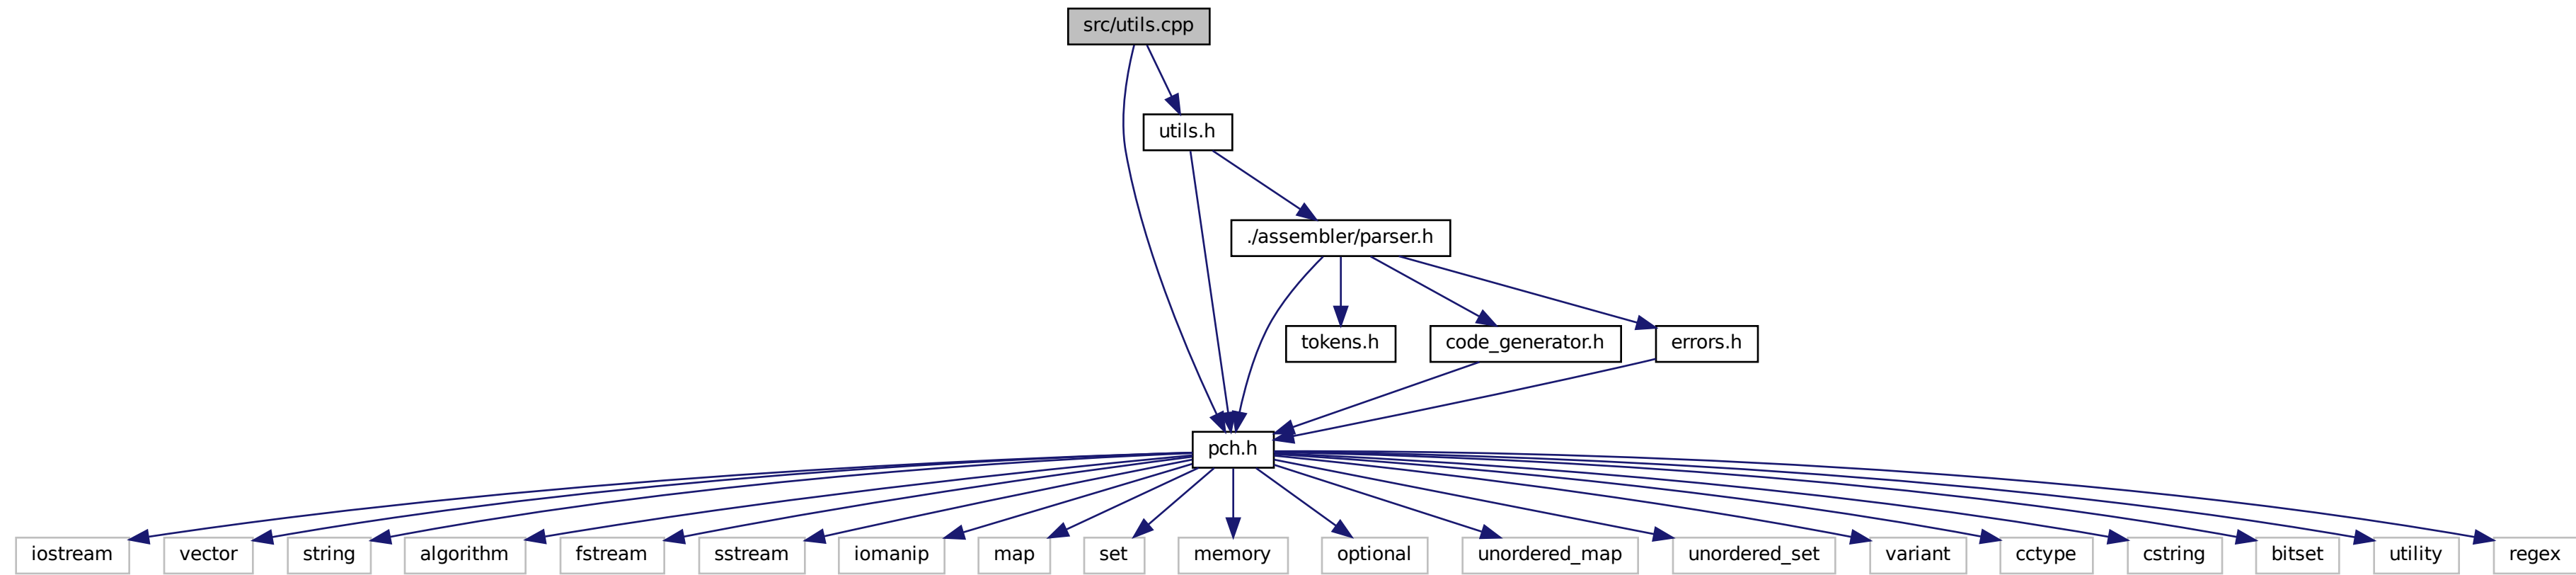 src/utils.cpp
utils.h
./assembler/parser.h
tokens.h
code_generator.h
errors.h
pch.h
iostream
vector
string
algorithm
fstream
sstream
iomanip
map
set
memory
optional
unordered_map
unordered_set
variant
cctype
cstring
bitset
utility
regex